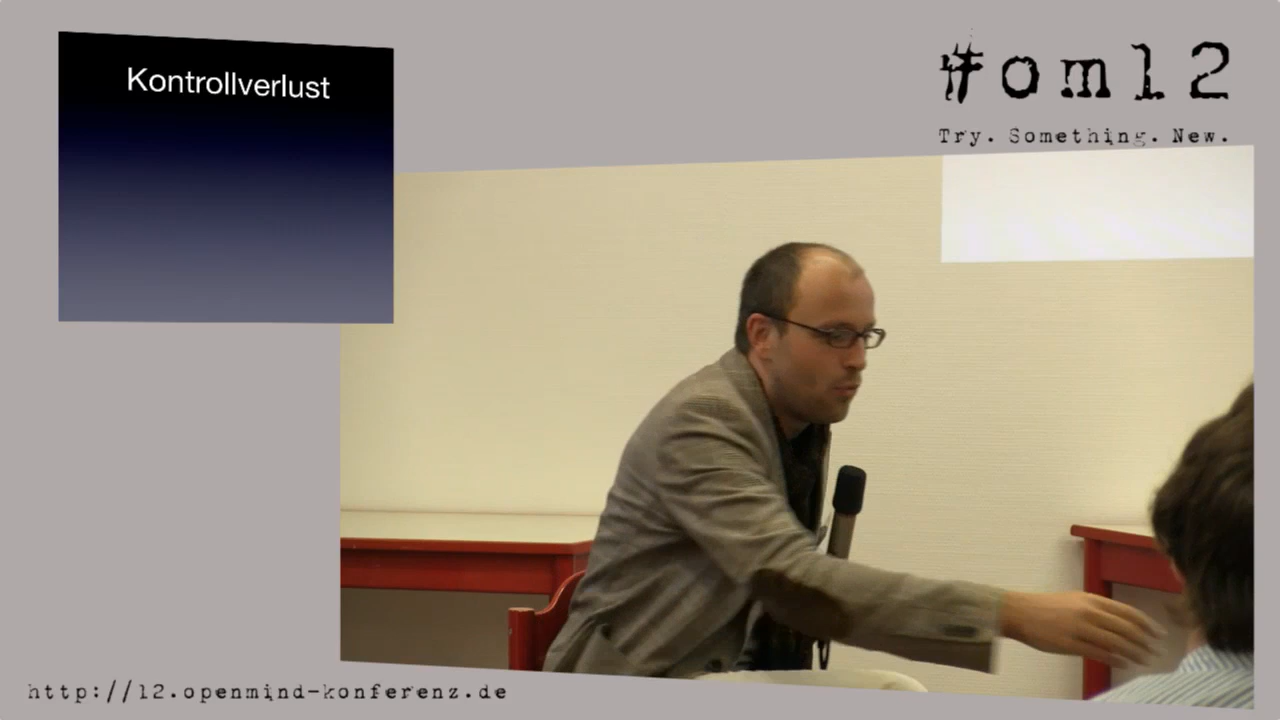 Kontrollverlust
#om12
Try. Something. New.
http://12.openmind-konferenz.de